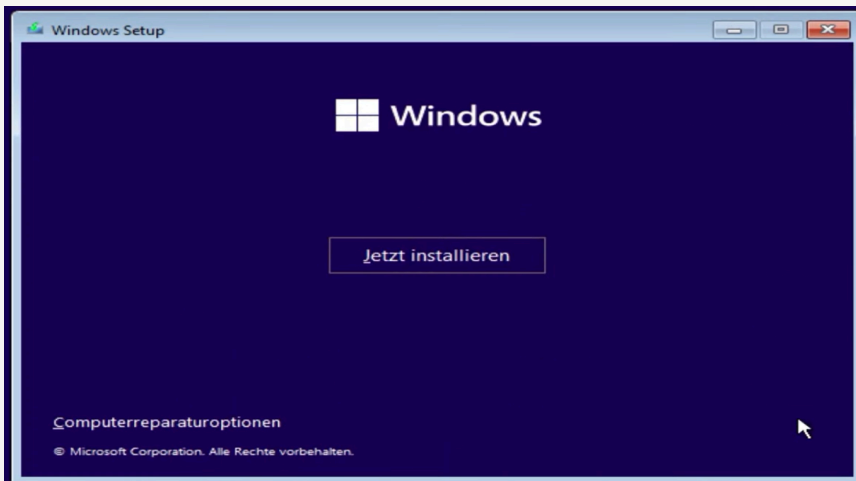 Windows Setup
Windows
Jetzt installieren
Computerreparaturoptionen
© Microsoft Corporation. Alle Rechte vorbehalten.